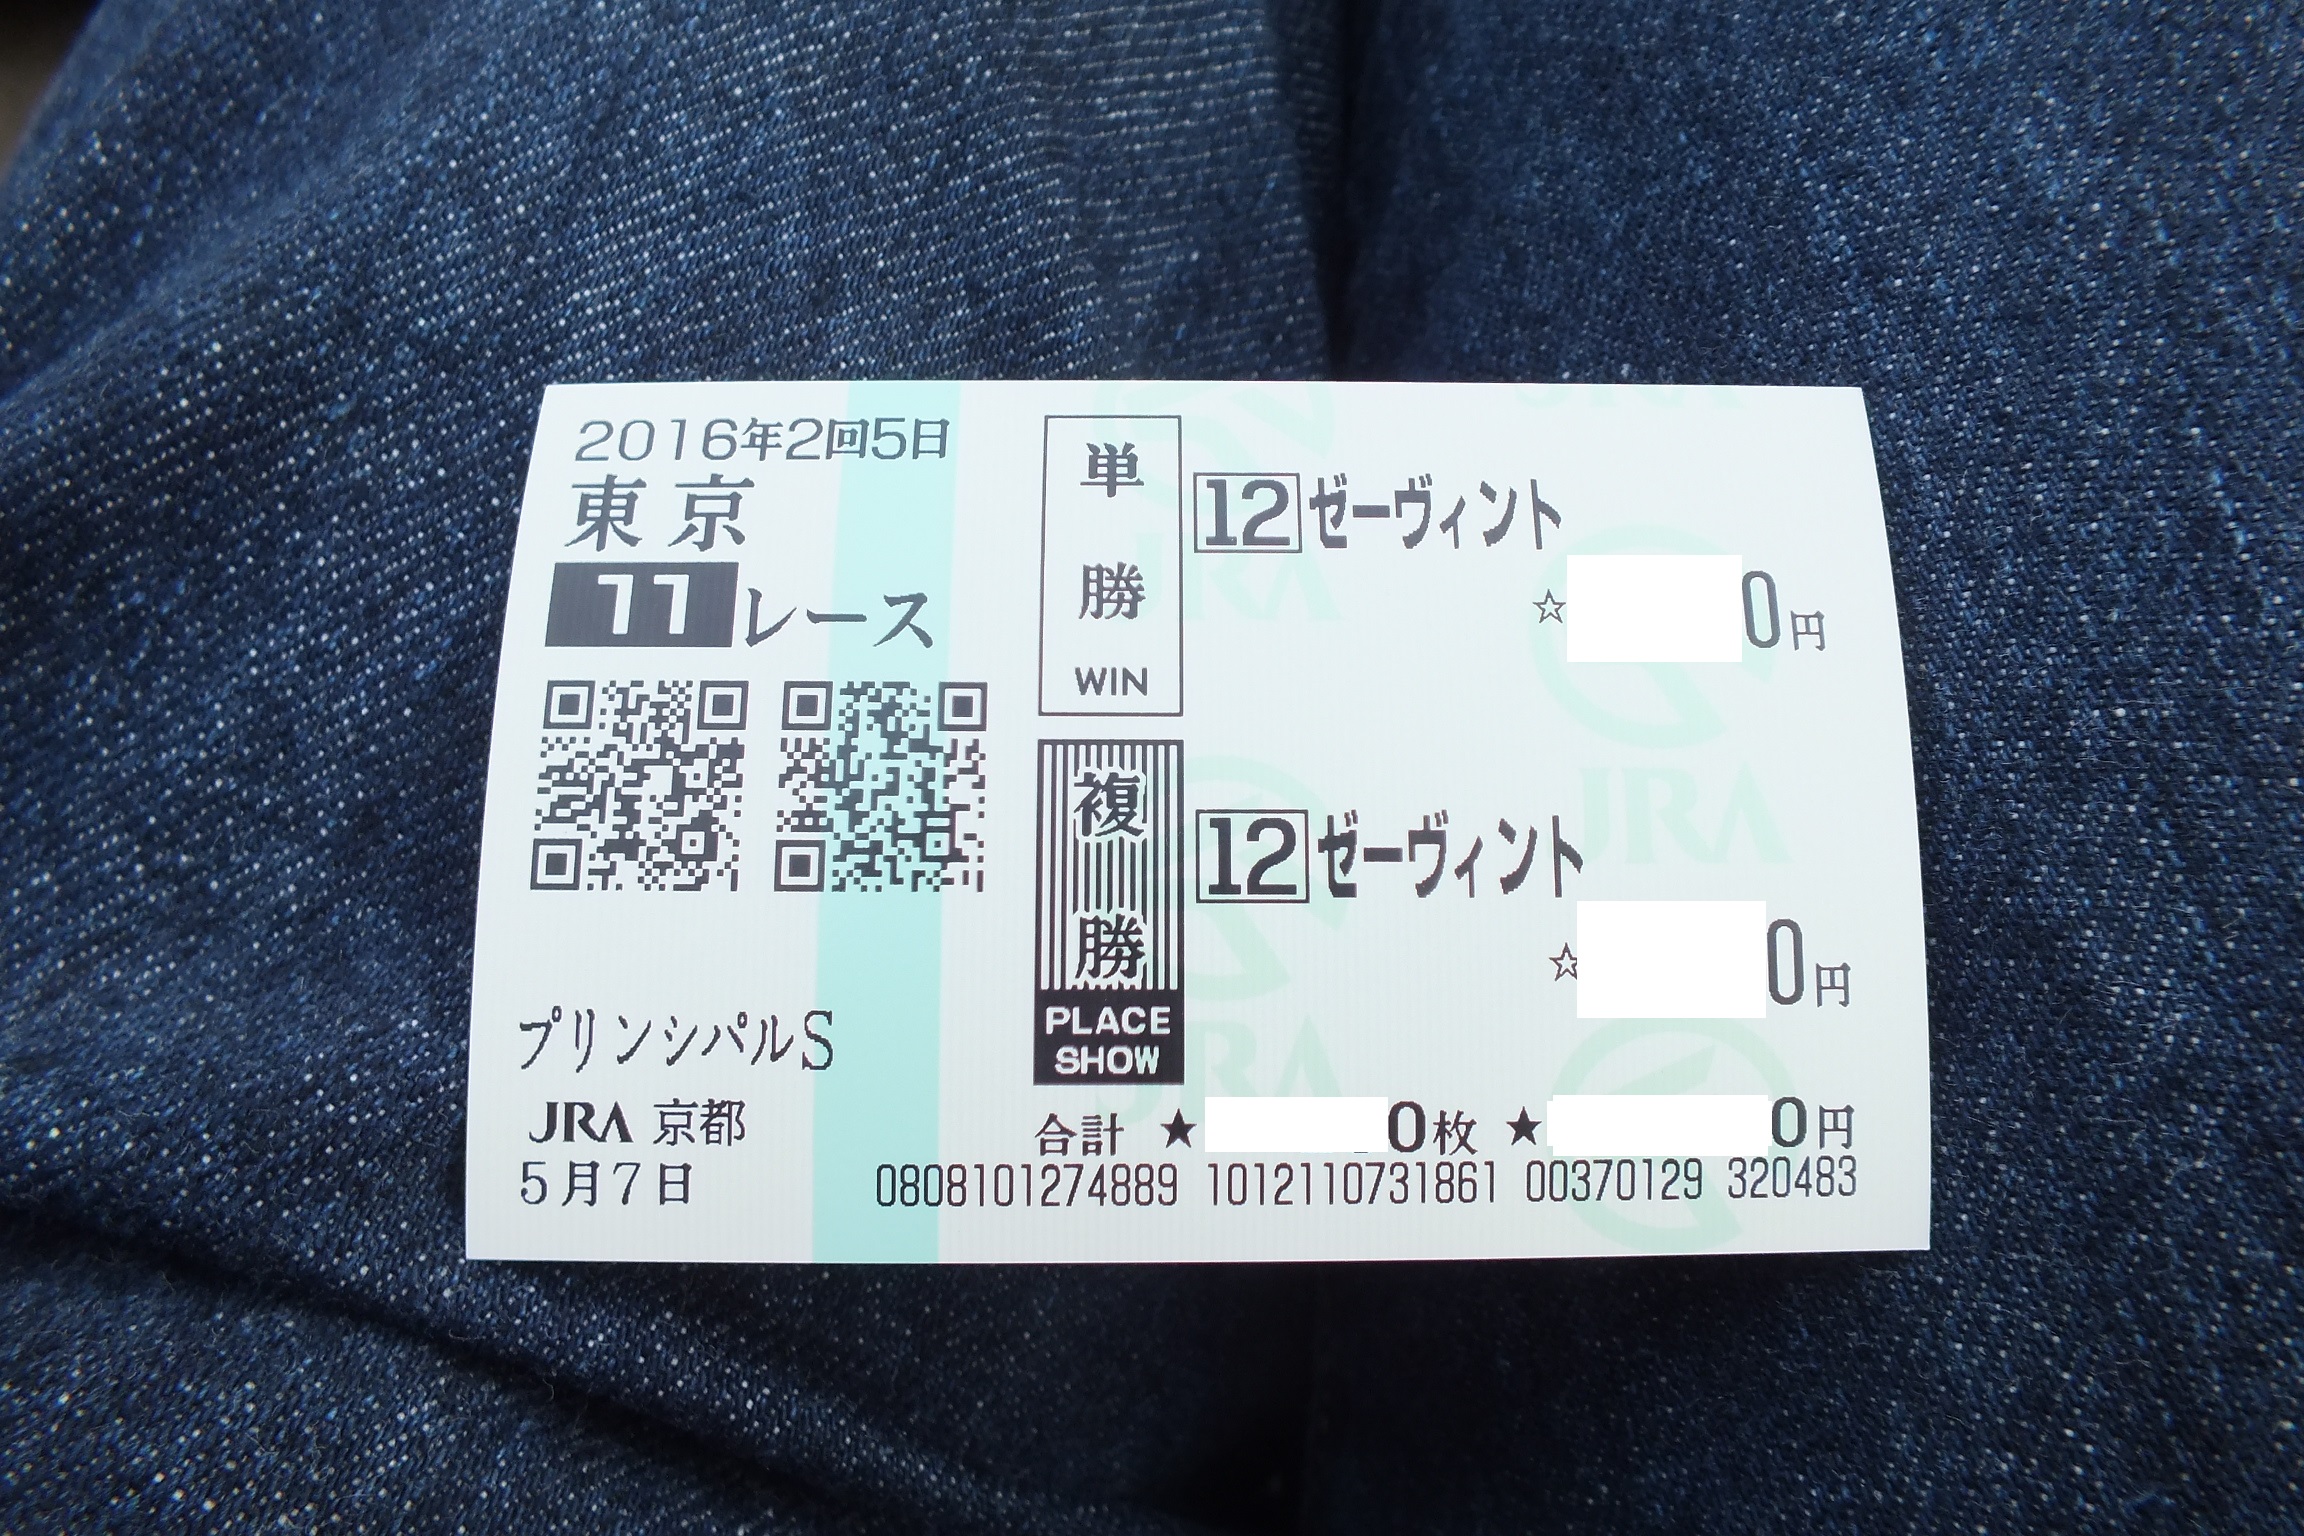 2016年2回5日
東京
11レース
プリンシパルS
JRA 京都
5月7日
単勝
WIN
12 ゼーヴィント
☆ 0円
複勝
PLACE
SHOW
12 ゼーヴィント
☆ 0円
合計 ★ 0枚 ★ 0円
0808101274889 1012110731861 00370129 320483